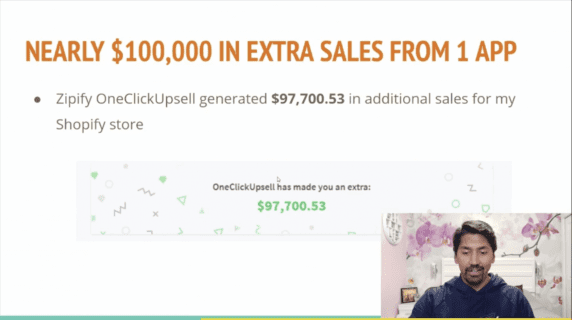 NEARLY $100,000 IN EXTRA SALES FROM 1 APP
● Zipify OneClickUpsell generated $97,700.53 in additional sales for my
Shopify store
OneClickUpsell has made you an extra:
$97,700.53